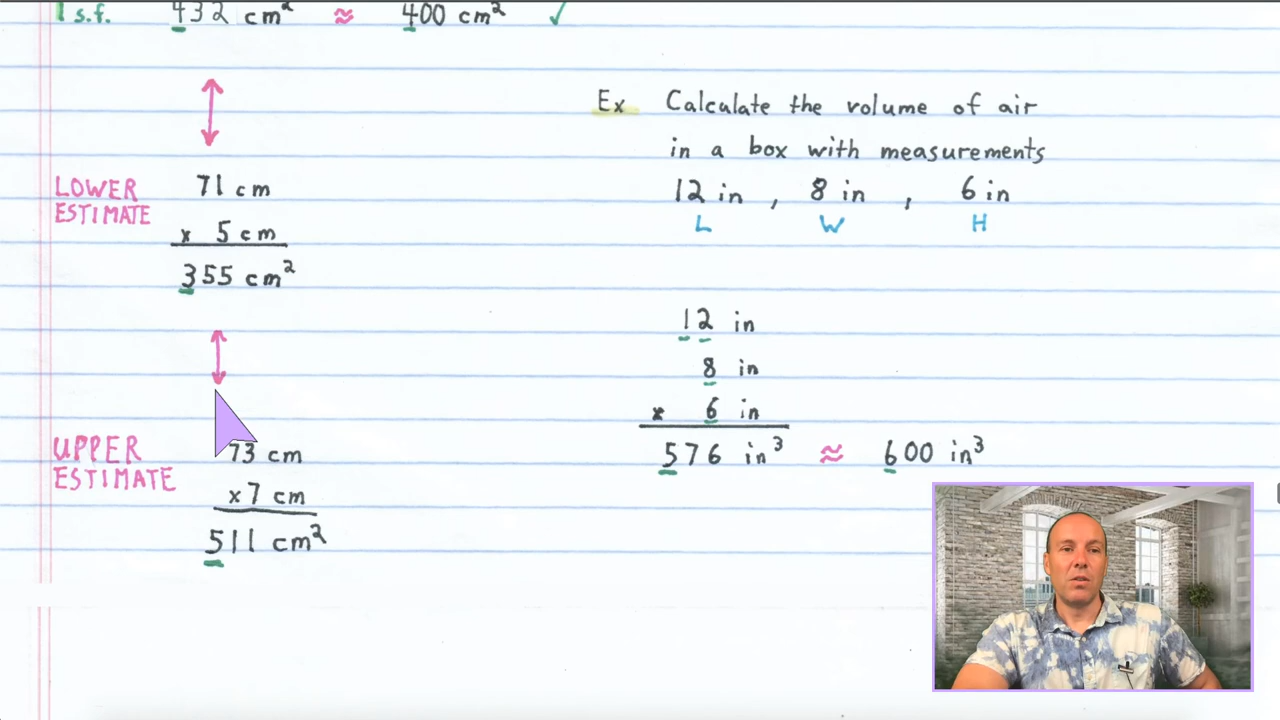 1 s.f. 432 cm² ≈ 400 cm² ✓
LOWER
ESTIMATE
71 cm
x 5 cm
355 cm²
UPPER
ESTIMATE
73 cm
x7 cm
511 cm²
Ex Calculate the volume of air
in a box with measurements
12 in , 8 in , 6 in
L W H
12 in
8 in
x 6 in
576 in³ ≈ 600 in³